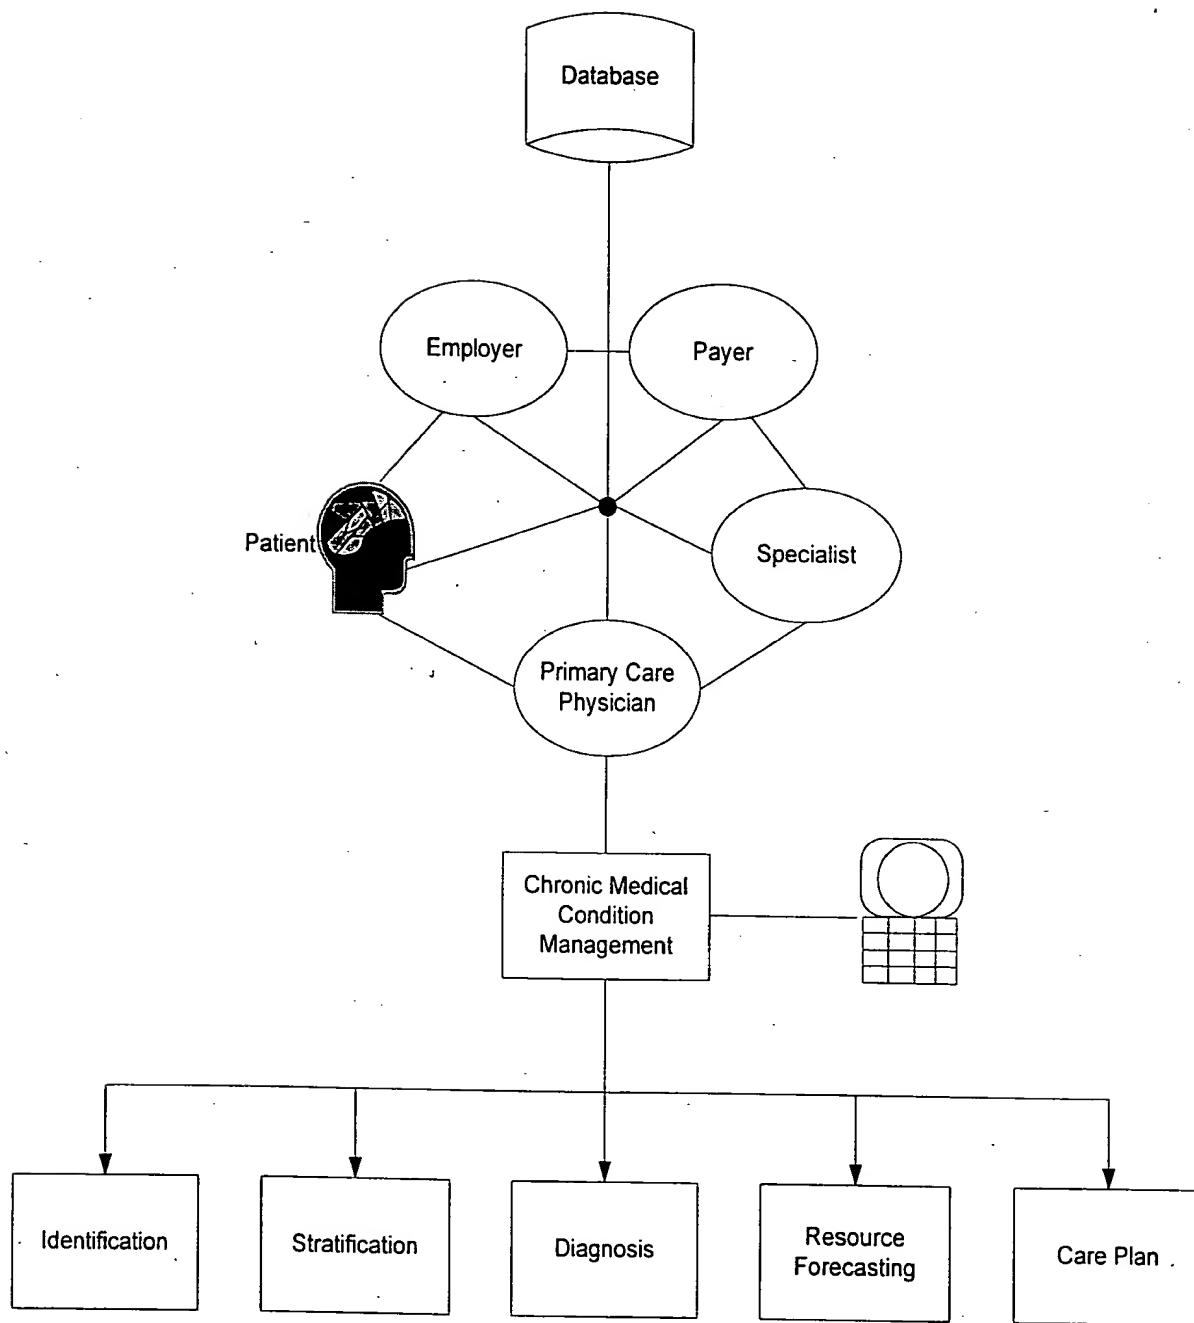 Database
Employer
Payer
Patient
Specialist
Primary Care
Physician
Chronic Medical
Condition
Management
Identification
Stratification
Diagnosis
Resource
Forecasting
Care Plan